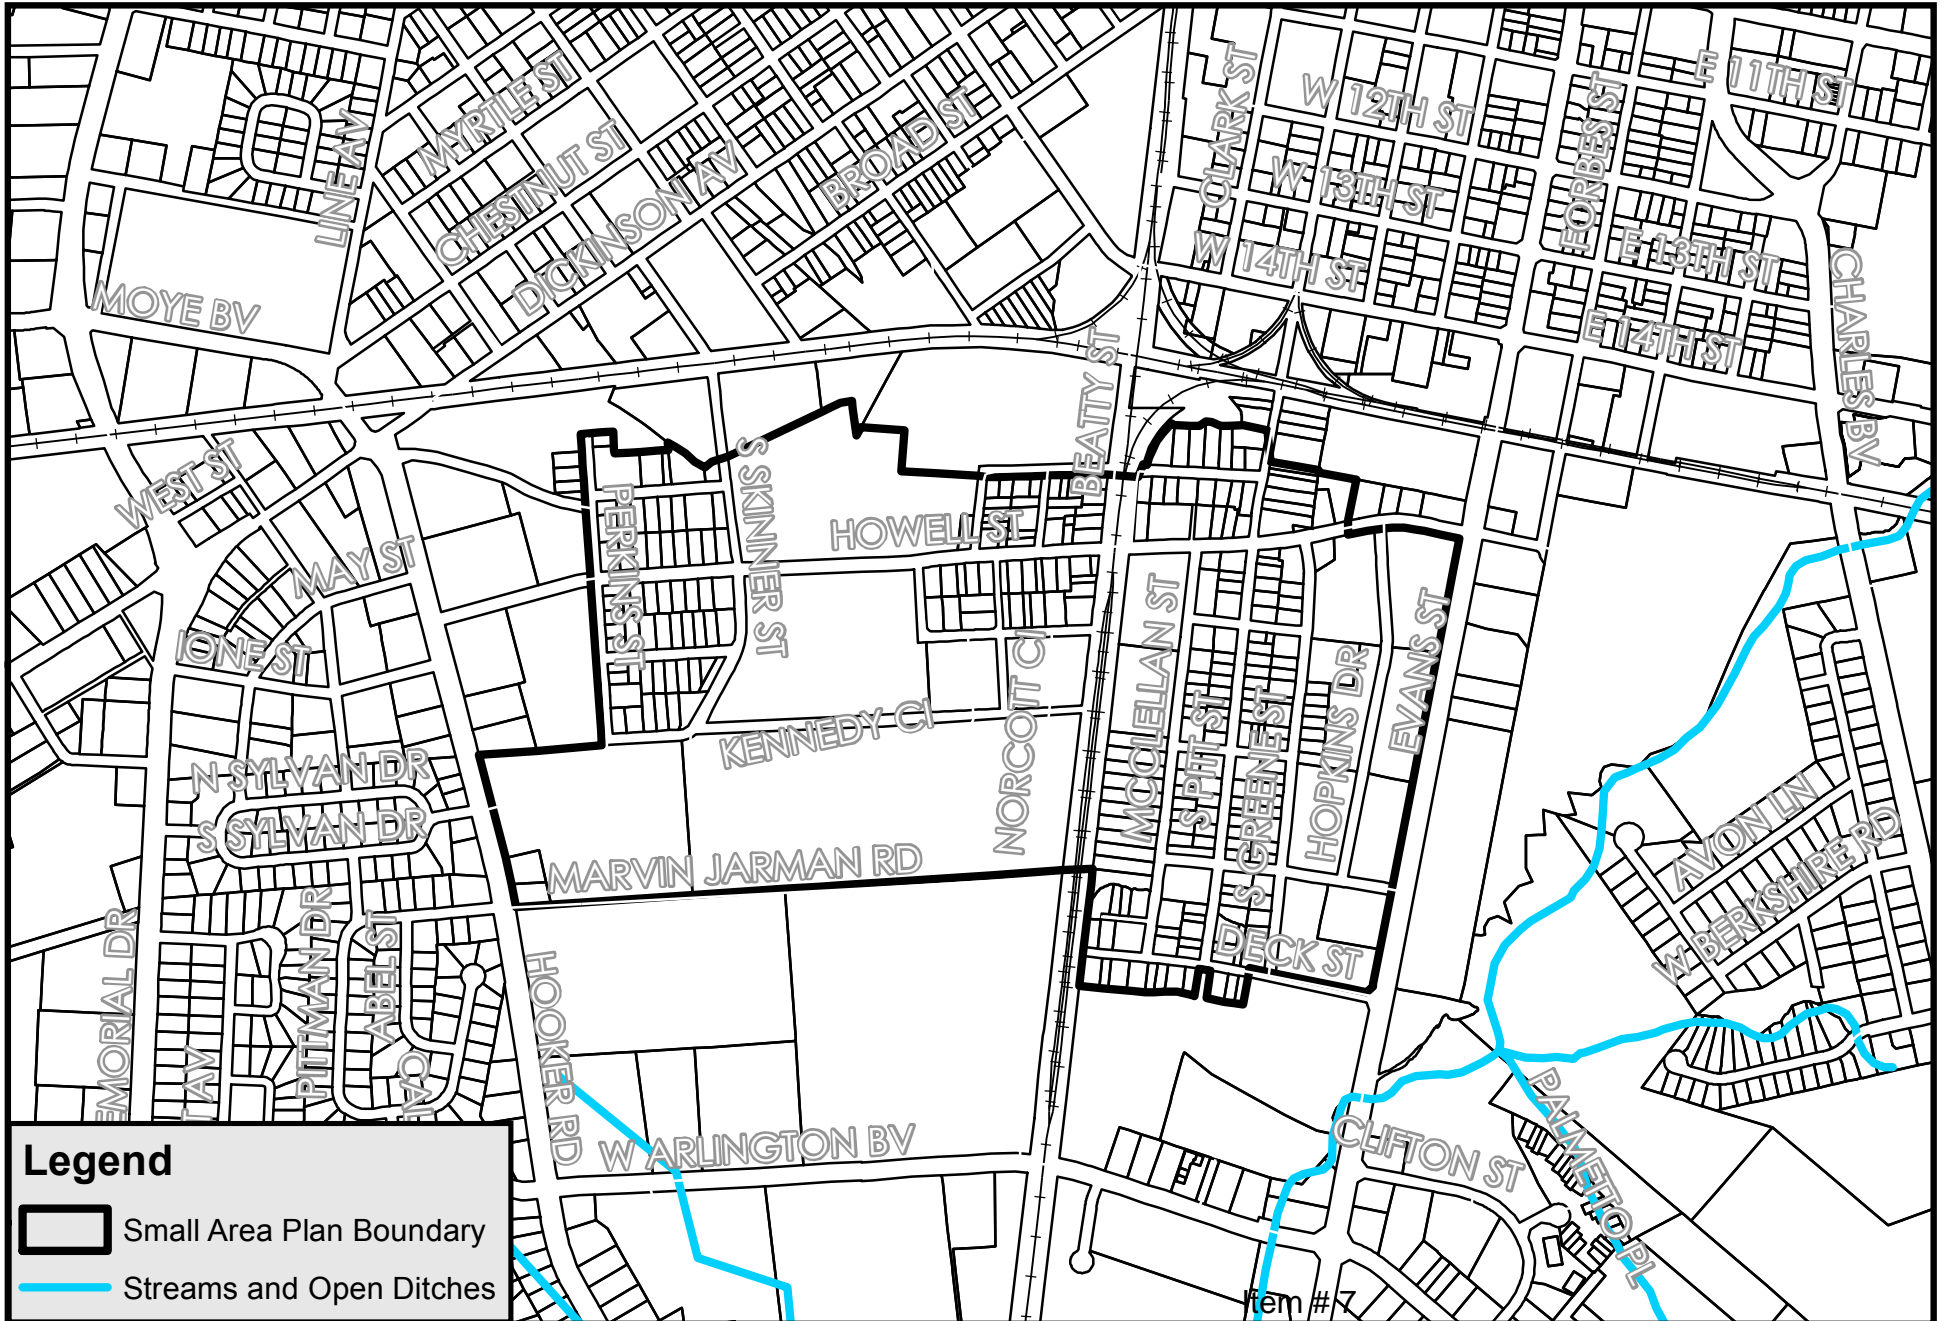 CLARK ST
W 12TH ST
FORBES ST
E 11TH ST
MYRTLE ST
LINE AV
CHESTNUT ST
BROAD ST
DICKINSON AV
W 13TH ST
W 14TH ST
E 13TH ST
E 14TH ST
CHARLES BV
MOYE BV
BEATTY ST
WEST ST
S SKINNER ST
PERKINS ST
HOWELL ST
MAY ST
IONE ST
MCCLELLAN ST
S PITT ST
S GREENE ST
HOPKINS DR
EVANS ST
NORCOTT CI
KENNEDY CI
N SYLVAN DR
S SYLVAN DR
MARVIN JARMAN RD
AVON LN
W BERKSHIRE RD
DECK ST
EMORIAL DR
T AV
PITTMAN DR
ABEL ST
CAIL
HOOKER RD
W ARLINGTON BV
CLIFTON ST
PALMETTO PL
Legend
Small Area Plan Boundary
Streams and Open Ditches
Item # 7